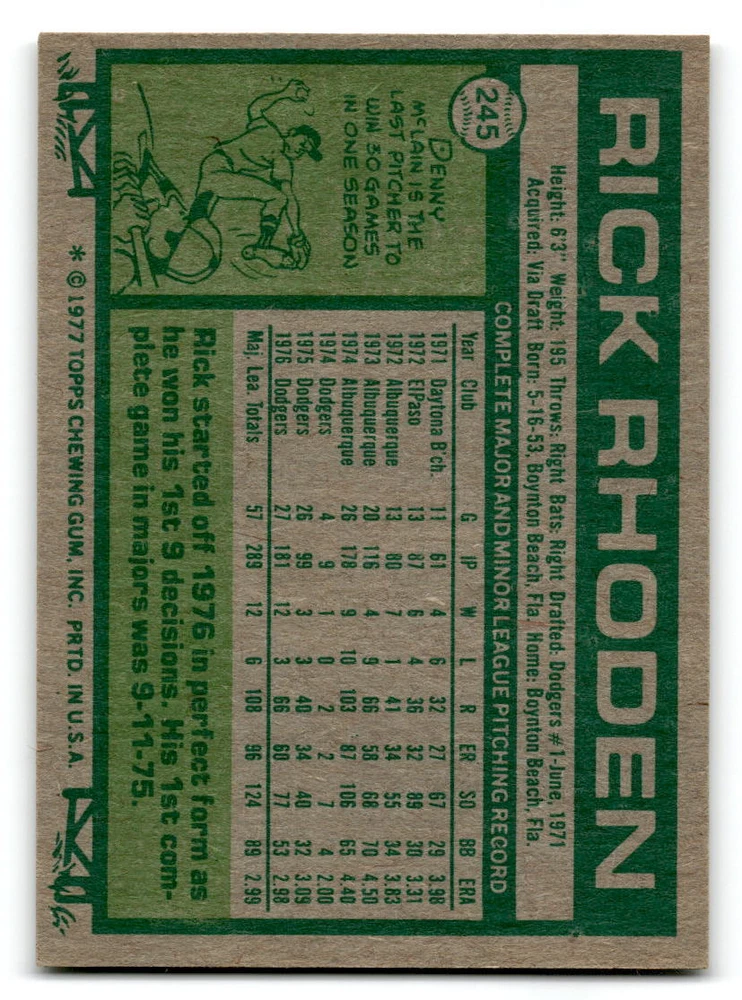 245
RICK RHODEN
Height: 6'3" Weight: 195 Throws: Right Bats: Right Drafted: Dodgers #1-June, 1971
Acquired: Via Draft Born: 5-16-53, Boynton Beach, Fla Home: Boynton Beach, Fla.
COMPLETE MAJOR AND MINOR LEAGUE PITCHING RECORD
Year Club G IP W L R ER SO BB ERA
1971 Daytona B'ch. 11 61 4 6 32 27 67 29 3.98
1972 ElPaso 13 87 6 4 36 32 89 30 3.31
1972 Albuquerque 13 80 7 1 41 34 55 34 3.83
1973 Albuquerque 20 116 4 9 66 58 68 70 4.50
1974 Albuquerque 26 178 9 10 103 87 106 65 4.40
1974 Dodgers 4 9 1 0 2 2 7 4 2.00
1975 Dodgers 26 99 3 3 40 34 40 32 3.09
1976 Dodgers 27 181 12 3 66 60 77 53 2.98
Maj. Lea. Totals 57 289 12 6 108 96 124 89 2.99
DENNY
McLAIN IS THE
LAST PITCHER TO
WIN 30 GAMES
IN ONE SEASON
Rick started off 1976 in perfect form as
he won his 1st 9 decisions. His 1st com-
plete game in majors was 9-11-75.
* © 1977 TOPPS CHEWING GUM, INC. PRTD. IN U.S.A.